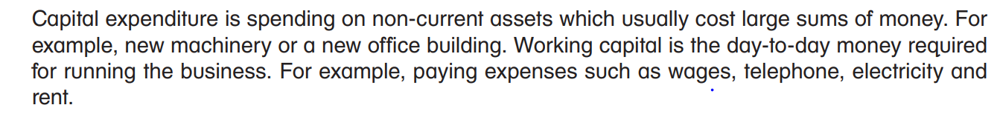 Capital expenditure is spending on non-current assets which usually cost large sums of money. For
example, new machinery or a new office building. Working capital is the day-to-day money required
for running the business. For example, paying expenses such as wages, telephone, electricity and
rent.